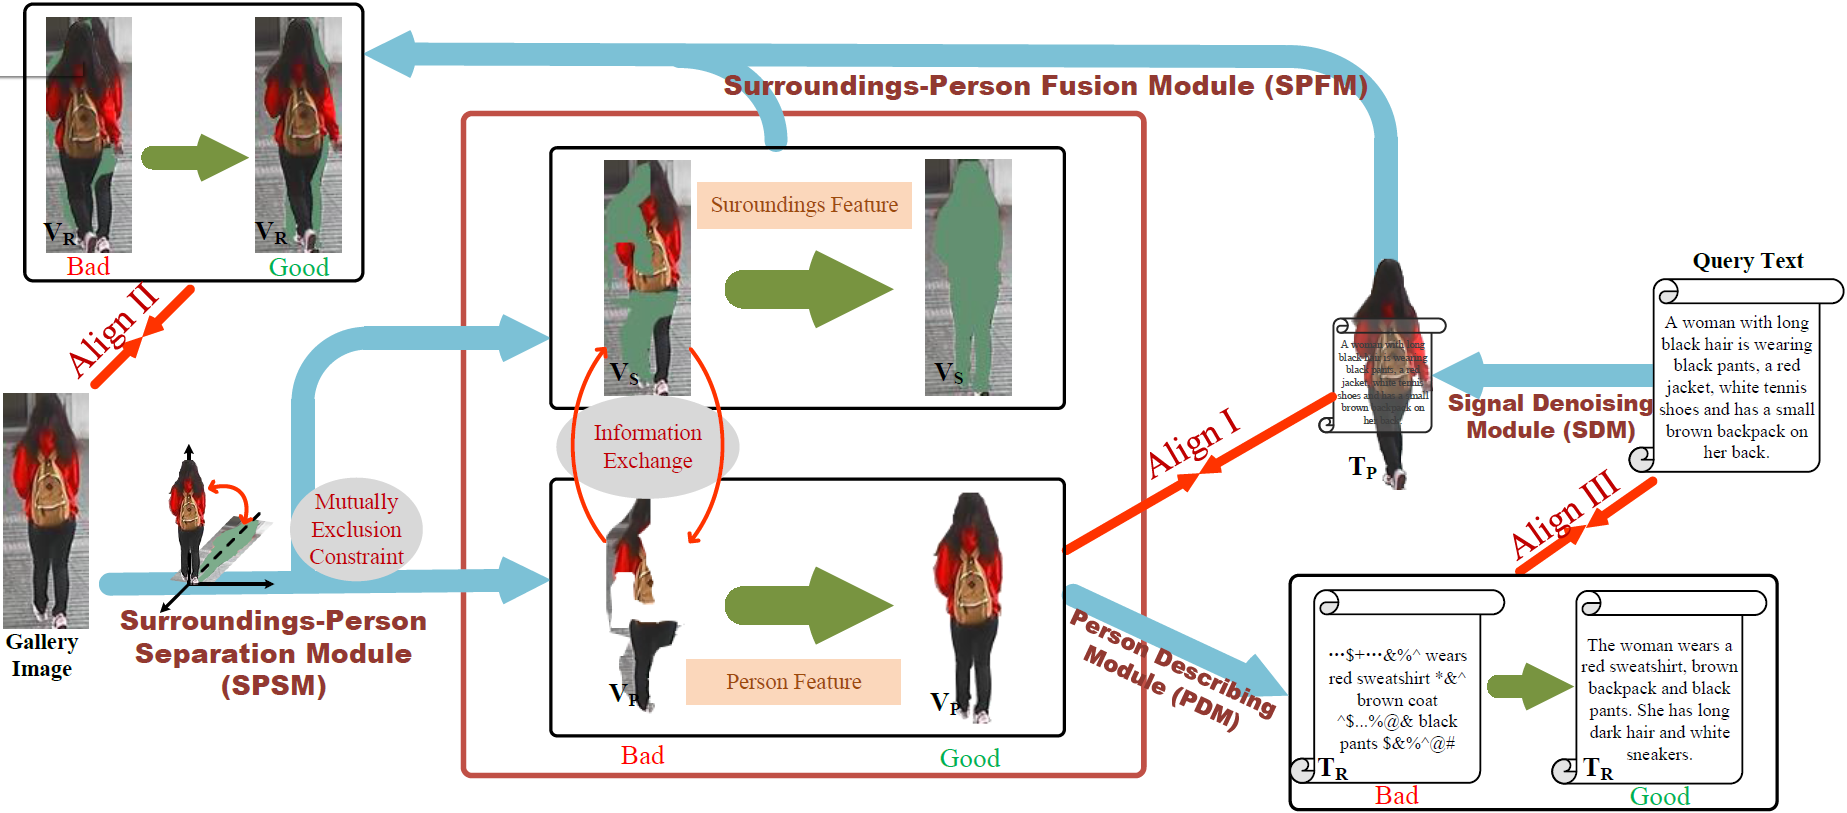 V_R
Bad
V_R
Good
Surroundings-Person Fusion Module (SPFM)
Align II
Suroundings Feature
V_S
V_S
Query Text
A woman with long
black hair is wearing
black pants, a red
jacket, white tennis
shoes and has a small
brown backpack on
her back.
A woman with long
black hair is wearing
black pants, a red
jacket, white tennis
shoes and has a small
brown backpack on
her back.
T_P
Signal Denoising
Module (SDM)
Align I
Information
Exchange
Mutually
Exclusion
Constraint
Gallery
Image
Surroundings-Person
Separation Module
(SPSM)
V_P
Person Feature
V_P
Bad
Good
Person Describing
Module (PDM)
Align III
···$+···&%^ wears
red sweatshirt *&^
brown coat
^$...%@& black
pants $&%^@#
T_R
Bad
The woman wears a
red sweatshirt, brown
backpack and black
pants. She has long
dark hair and white
sneakers.
T_R
Good